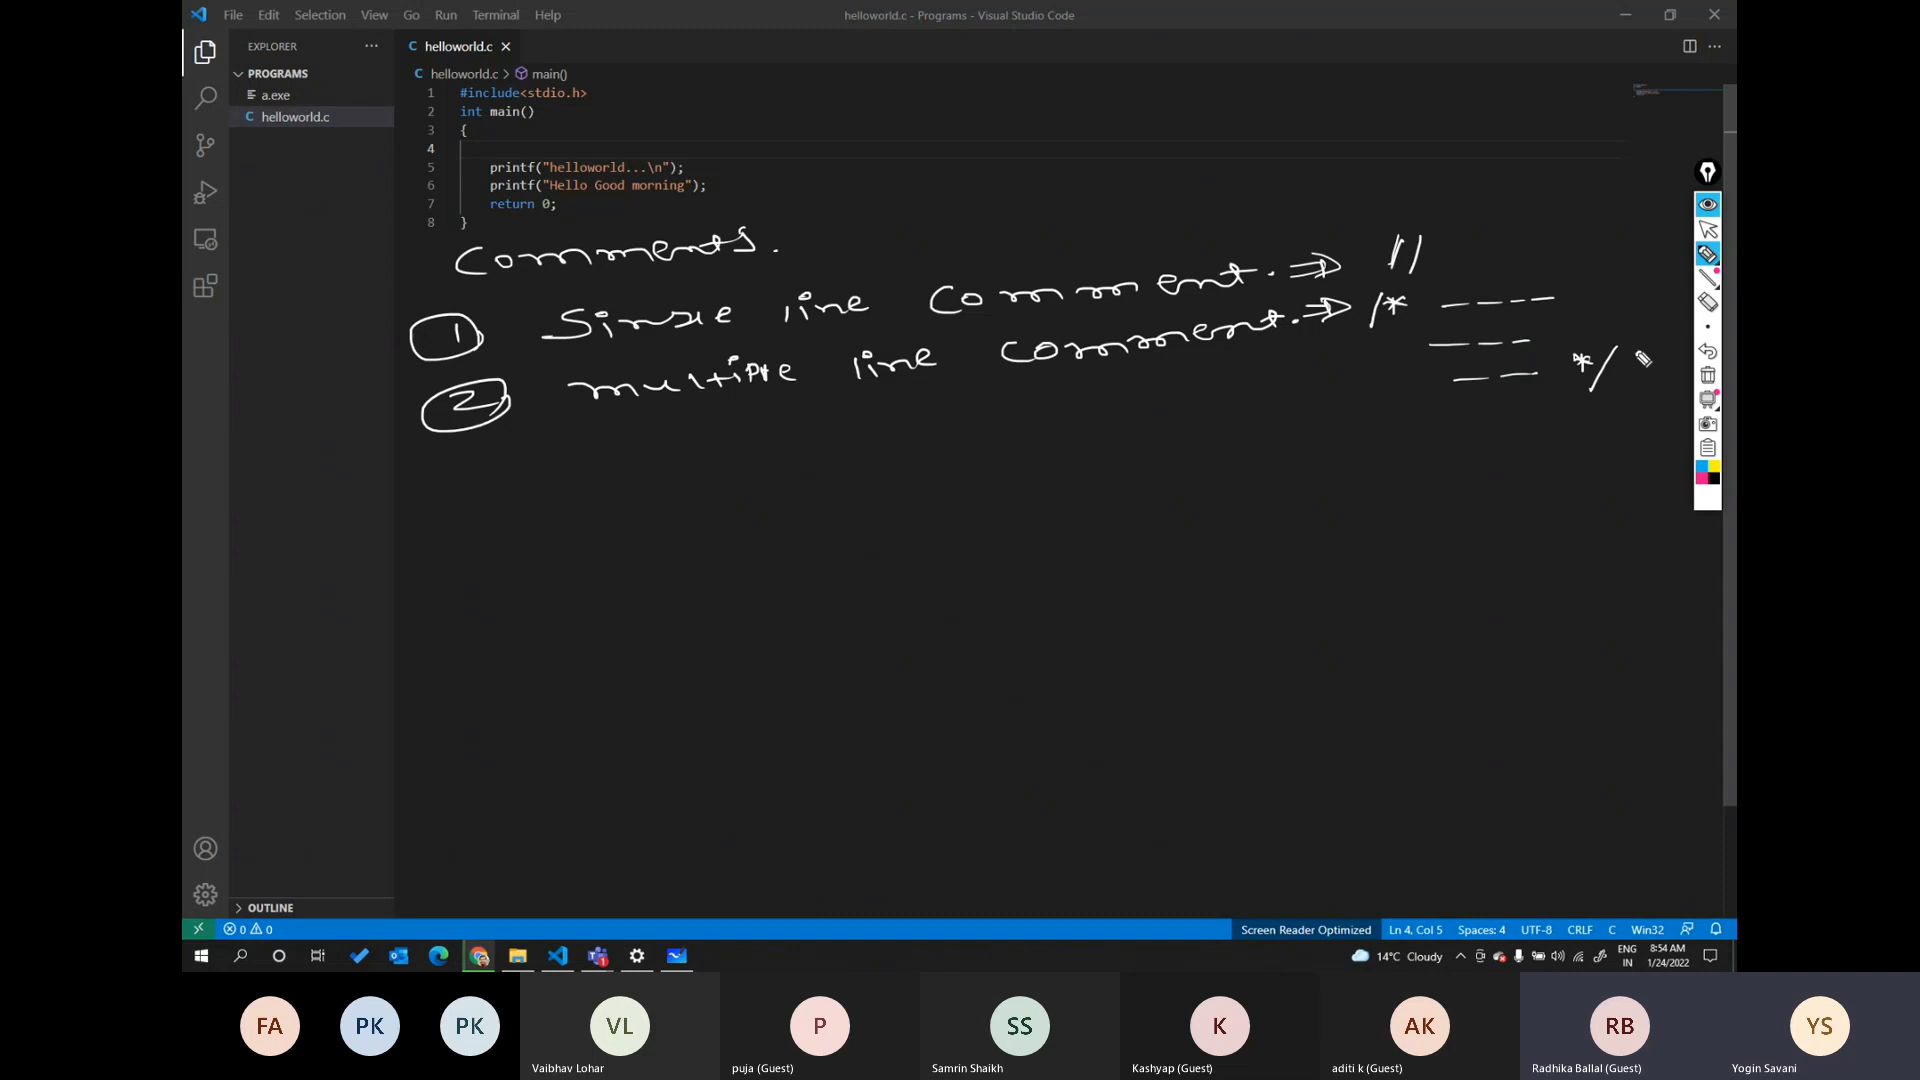 File Edit Selection View Go Run Terminal Help
helloworld.c - Programs - Visual Studio Code
EXPLORER
PROGRAMS
a.exe
C helloworld.c
OUTLINE
C helloworld.c
C helloworld.c > main()
1 #include<stdio.h>
2 int main()
3 {
4
5 printf("helloworld...\n");
6 printf("Hello Good morning");
7 return 0;
8 }
Comments.
1 Single line Comment. ⇒ //
2 multiple line Comment. ⇒ /* ---- --- -- */
0 0
Screen Reader Optimized Ln 4, Col 5 Spaces: 4 UTF-8 CRLF C Win32
14°C Cloudy
ENG
IN
8:54 AM
1/24/2022
FA PK PK VL P SS K AK RB YS
Vaibhav Lohar puja (Guest) Samrin Shaikh Kashyap (Guest) aditi k (Guest) Radhika Ballal (Guest) Yogin Savani